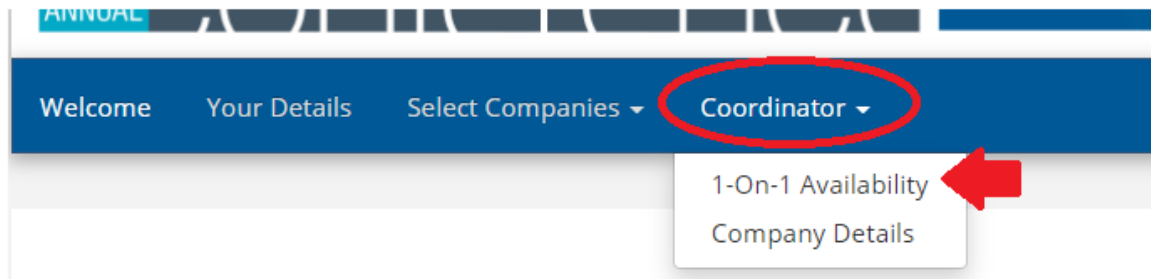 ANNUAL
Welcome Your Details Select Companies Coordinator
1-On-1 Availability
Company Details